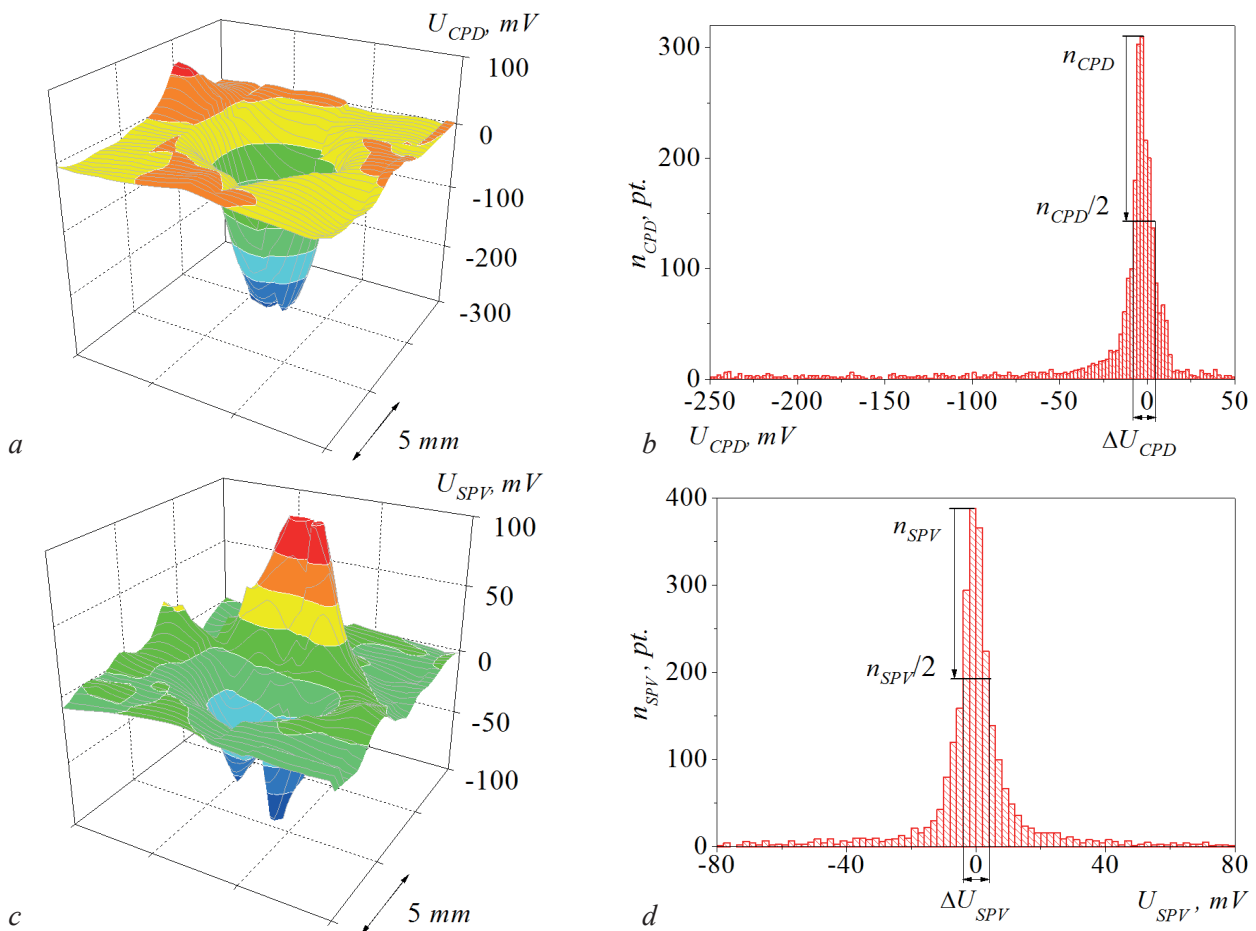 U_CPD, mV
100
0
-100
-200
-300
5 mm
a
n_CPD, pt.
300
200
100
0
n_CPD
n_CPD/2
-250 -200 -150 -100 -50 0 50
U_CPD, mV
ΔU_CPD
b
U_SPV, mV
100
50
0
-50
-100
5 mm
c
n_SPV, pt.
400
300
200
100
0
n_SPV
n_SPV/2
-80 -40 0 40 80
ΔU_SPV
U_SPV, mV
d